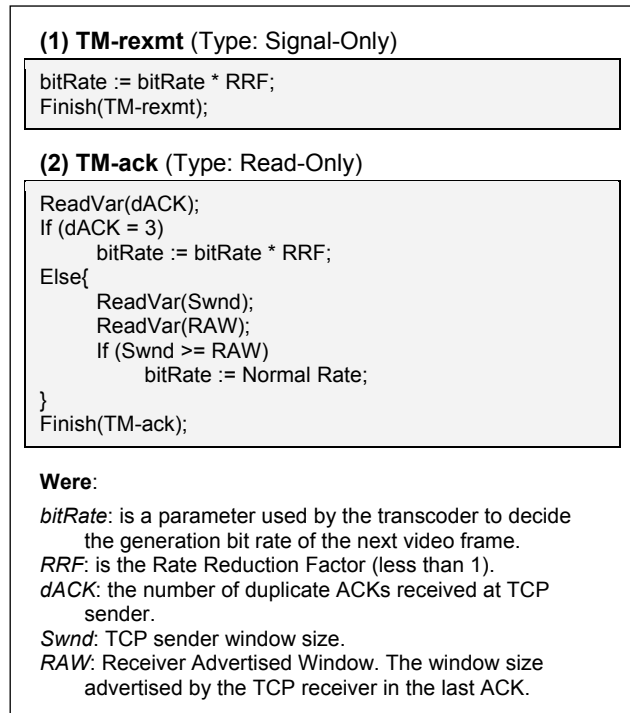 (1) TM-rexmt (Type: Signal-Only)
bitRate := bitRate * RRF;
Finish(TM-rexmt);
(2) TM-ack (Type: Read-Only)
ReadVar(dACK);
If (dACK = 3)
bitRate := bitRate * RRF;
Else{
ReadVar(Swnd);
ReadVar(RAW);
If (Swnd >= RAW)
bitRate := Normal Rate;
}
Finish(TM-ack);
Were:
bitRate: is a parameter used by the transcoder to decide
the generation bit rate of the next video frame.
RRF: is the Rate Reduction Factor (less than 1).
dACK: the number of duplicate ACKs received at TCP
sender.
Swnd: TCP sender window size.
RAW: Receiver Advertised Window. The window size
advertised by the TCP receiver in the last ACK.